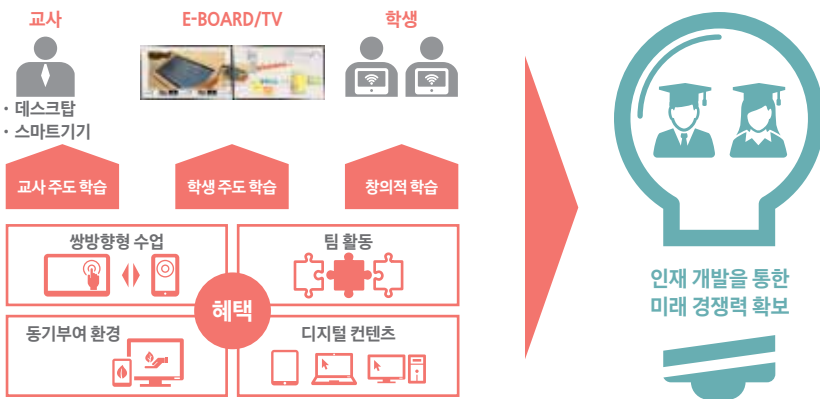 교사
E-BOARD/TV
학생
· 데스크탑
· 스마트기기
교사 주도 학습
학생 주도 학습
창의적 학습
쌍방향형 수업
팀 활동
혜택
동기부여 환경
디지털 컨텐츠
인재 개발을 통한
미래 경쟁력 확보